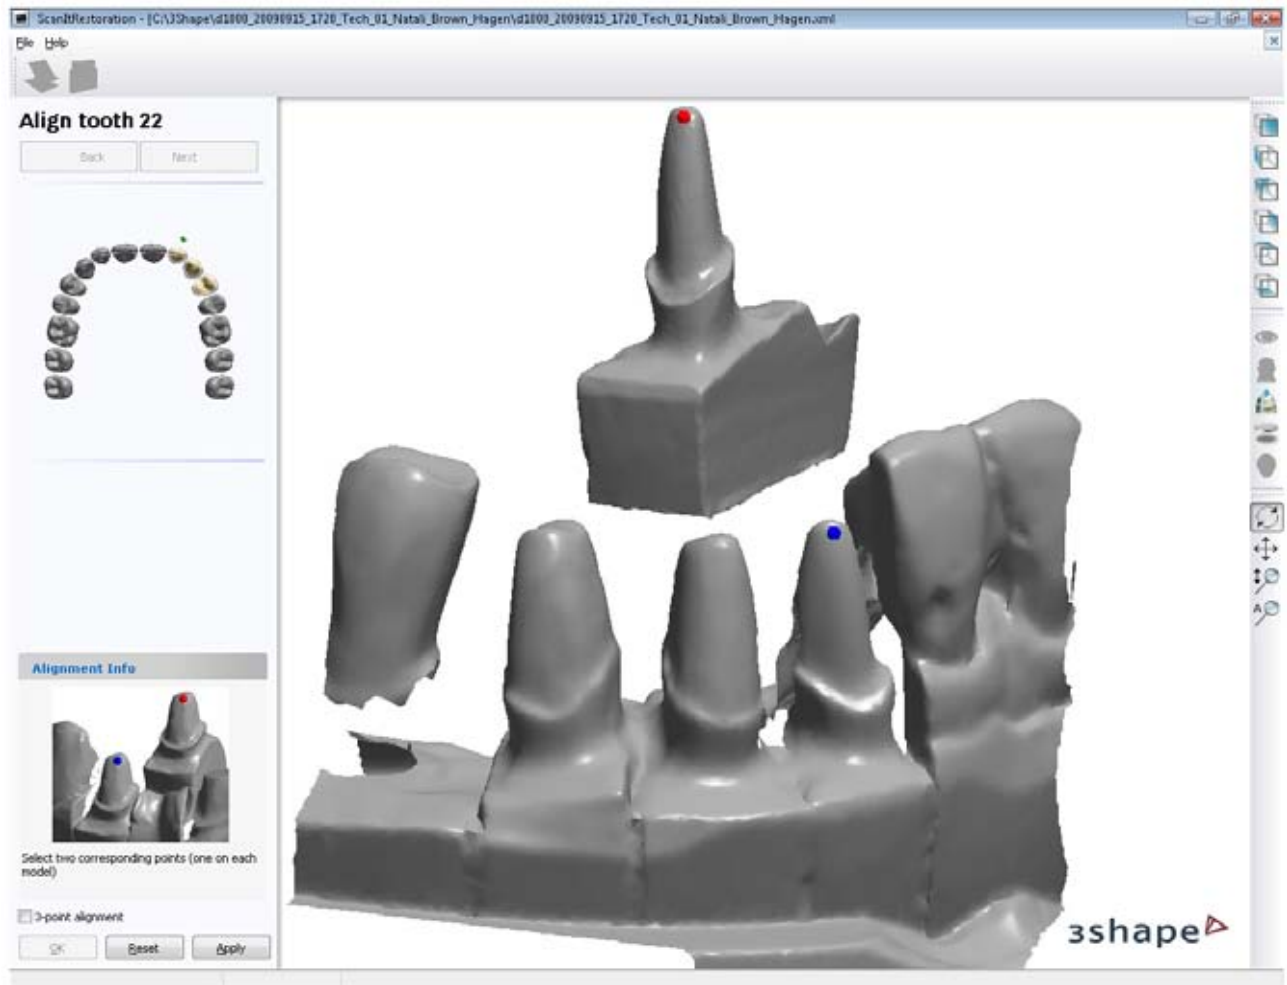 ScanItRestoration - [C:\3Shape\d1000_20090915_1720_Tech_01_Natali_Brown_Hagen\d1000_20090915_1720_Tech_01_Natali_Brown_Hagen.xml]
File Help
Align tooth 22
Back Next
Alignment Info
Select two corresponding points (one on each
model)
3-point alignment
OK Reset Apply
3shape